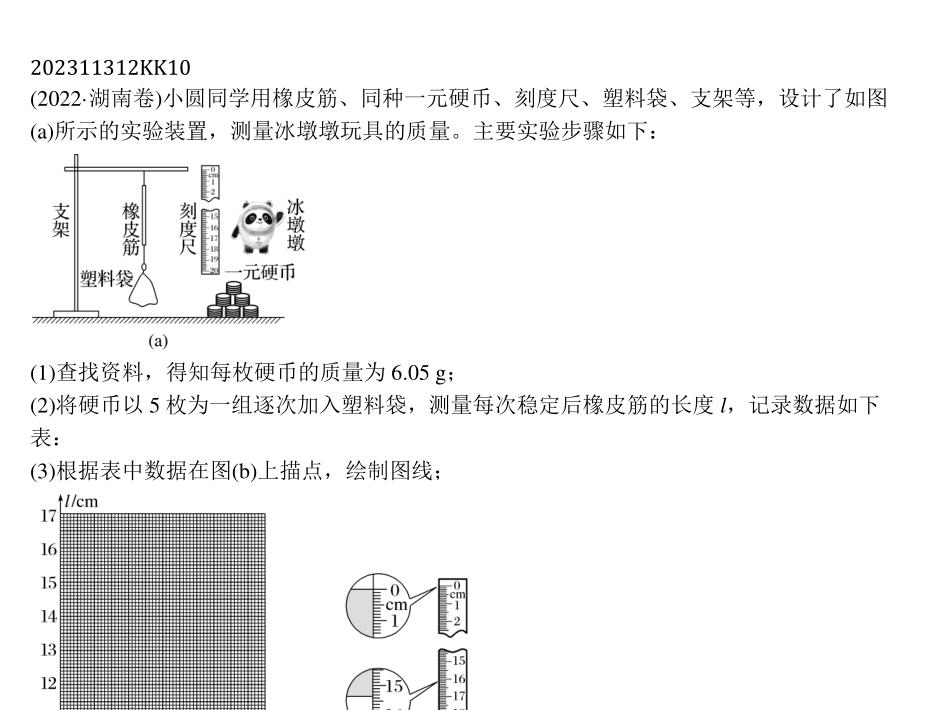 202311312KK10
(2022·湖南卷)小圆同学用橡皮筋、同种一元硬币、刻度尺、塑料袋、支架等，设计了如图
(a)所示的实验装置，测量冰墩墩玩具的质量。主要实验步骤如下：
支架
橡皮筋
刻度尺
0
cm
1
2
15
16
17
18
19
20
冰墩墩
塑料袋
一元硬币
(a)
(1)查找资料，得知每枚硬币的质量为 6.05 g；
(2)将硬币以 5 枚为一组逐次加入塑料袋，测量每次稳定后橡皮筋的长度 l，记录数据如下
表：
(3)根据表中数据在图(b)上描点，绘制图线；
l/cm
17
16
15
14
13
12
0
cm
1
0
cm
1
2
15
15
16
17